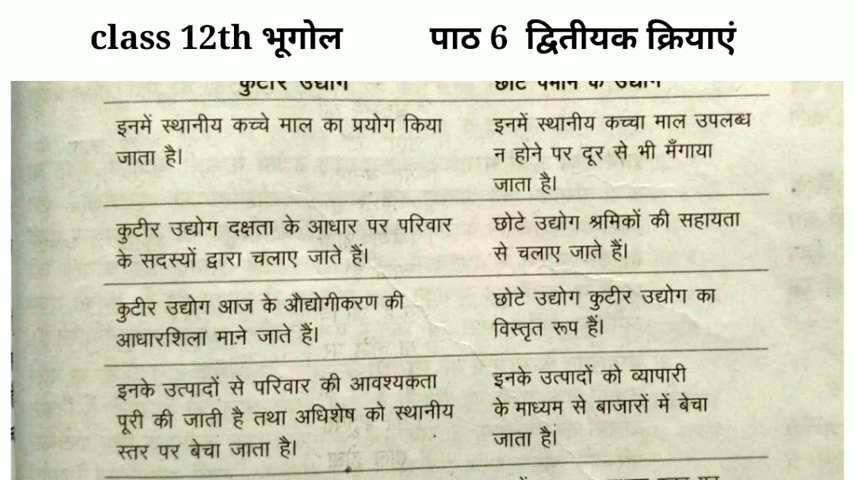 class 12th भूगोल पाठ 6 द्वितीयक क्रियाएं
कुटीर उद्योग छोटे पैमाने के उद्योग
इनमें स्थानीय कच्चे माल का प्रयोग किया
जाता है।
इनमें स्थानीय कच्चा माल उपलब्ध
न होने पर दूर से भी मँगाया
जाता है।
कुटीर उद्योग दक्षता के आधार पर परिवार
के सदस्यों द्वारा चलाए जाते हैं।
छोटे उद्योग श्रमिकों की सहायता
से चलाए जाते हैं।
कुटीर उद्योग आज के औद्योगीकरण की
आधारशिला माने जाते हैं।
छोटे उद्योग कुटीर उद्योग का
विस्तृत रूप हैं।
इनके उत्पादों से परिवार की आवश्यकता
पूरी की जाती है तथा अधिशेष को स्थानीय
स्तर पर बेचा जाता है।
इनके उत्पादों को व्यापारी
के माध्यम से बाजारों में बेचा
जाता है।